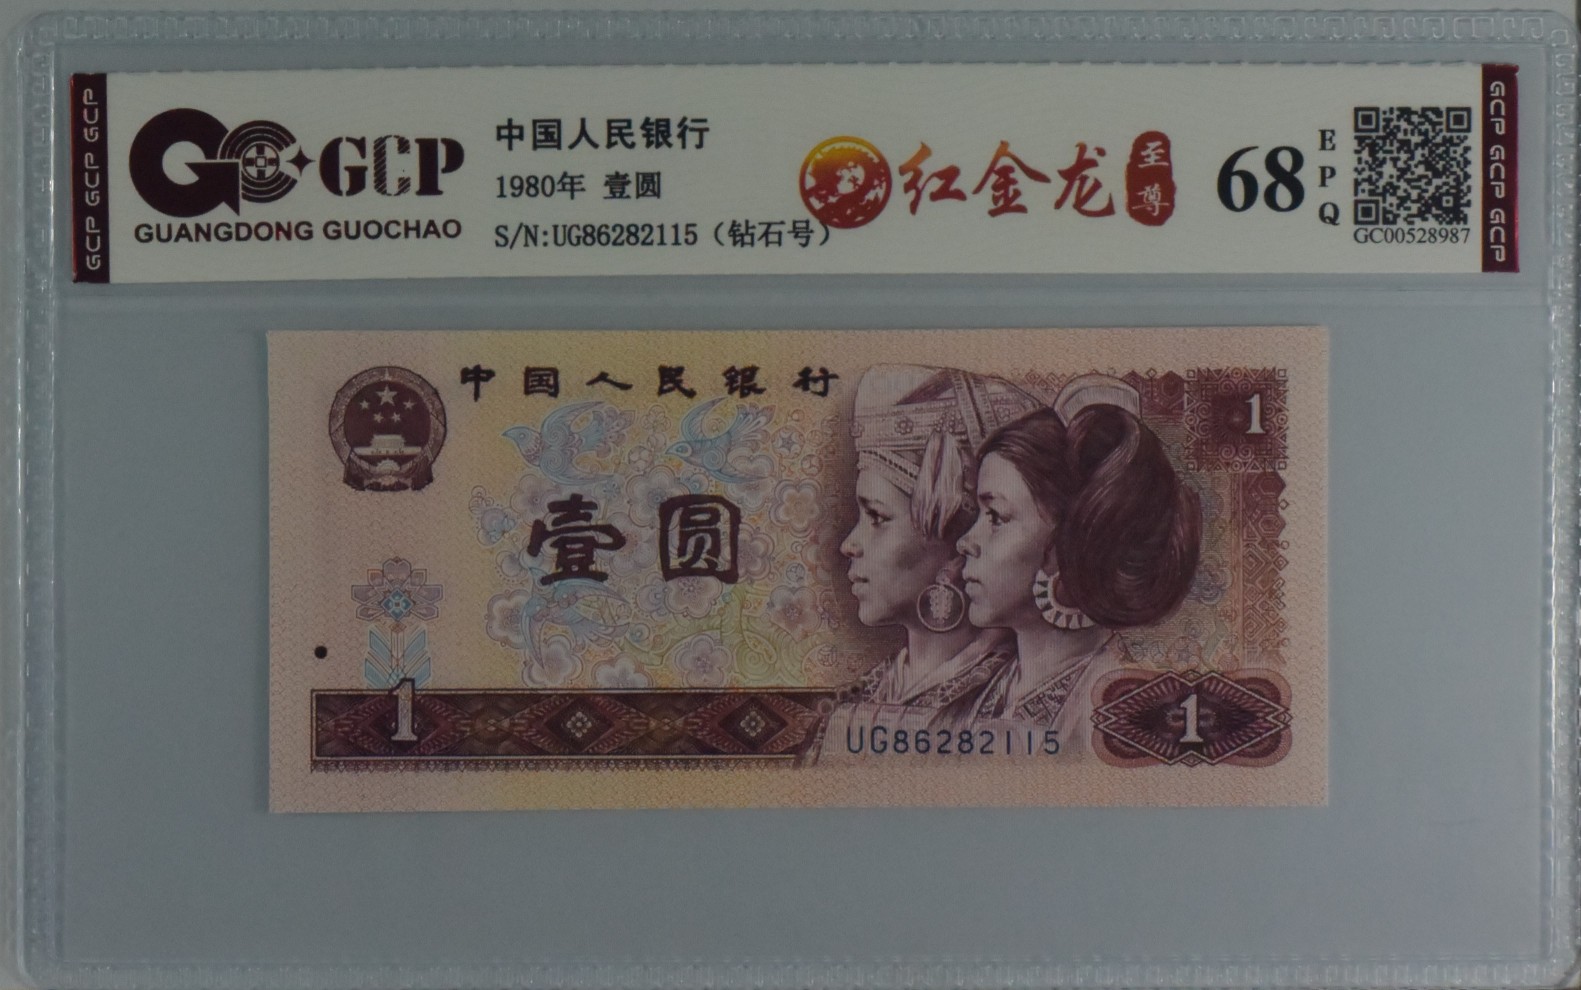 GCP GCP GCP
GCP
GUANGDONG GUOCHAO
中国人民银行
1980年 壹圆
S/N:UG86282115（钻石号）
红金龙
至尊
68
EPQ
GC00528987
GCP GCP GCP
中国人民银行
1
壹圆
1
UG86282115
1